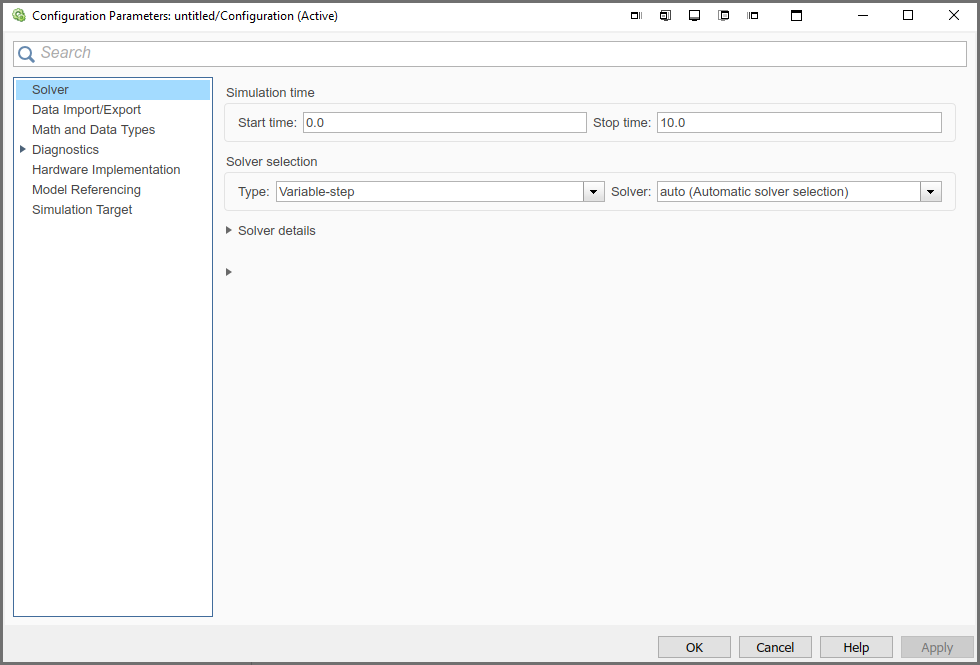 Configuration Parameters: untitled/Configuration (Active)
Search
Solver
Data Import/Export
Math and Data Types
Diagnostics
Hardware Implementation
Model Referencing
Simulation Target
Simulation time
Start time: 0.0 Stop time: 10.0
Solver selection
Type: Variable-step Solver: auto (Automatic solver selection)
Solver details
OK Cancel Help Apply